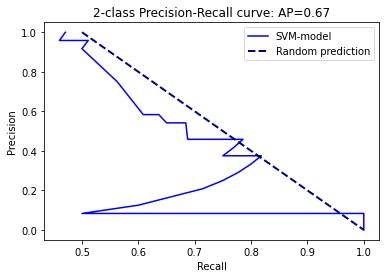 2-class Precision-Recall curve: AP=0.67
SVM-model
Random prediction
Precision
1.0
0.8
0.6
0.4
0.2
0.0
0.5
0.6
0.7
0.8
0.9
1.0
Recall